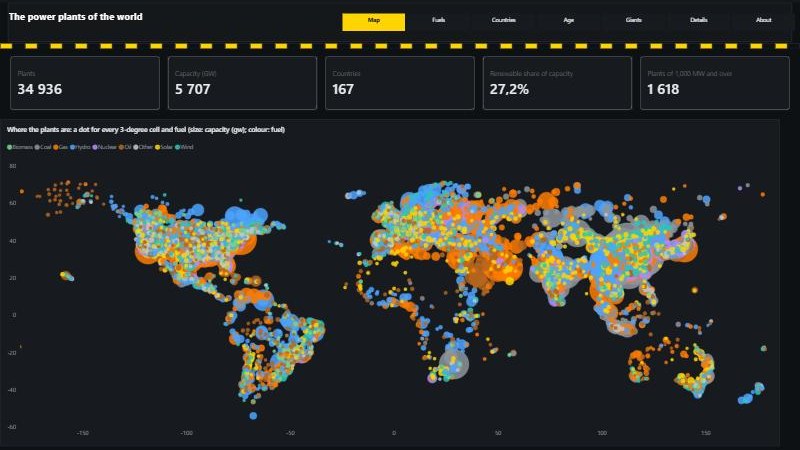 The power plants of the world
Map Fuels Countries Age Giants Details About
Plants Capacity (GW) Countries Renewable share of capacity Plants of 1,000 MW and over
34 936 5 707 167 27,2% 1 618
Where the plants are: a dot for every 3-degree cell and fuel (size: capacity (gw); colour: fuel)
Biomass Coal Gas Hydro Nuclear Oil Other Solar Wind
80
60
40
20
0
-20
-40
-60
-150 -100 -50 0 50 100 150